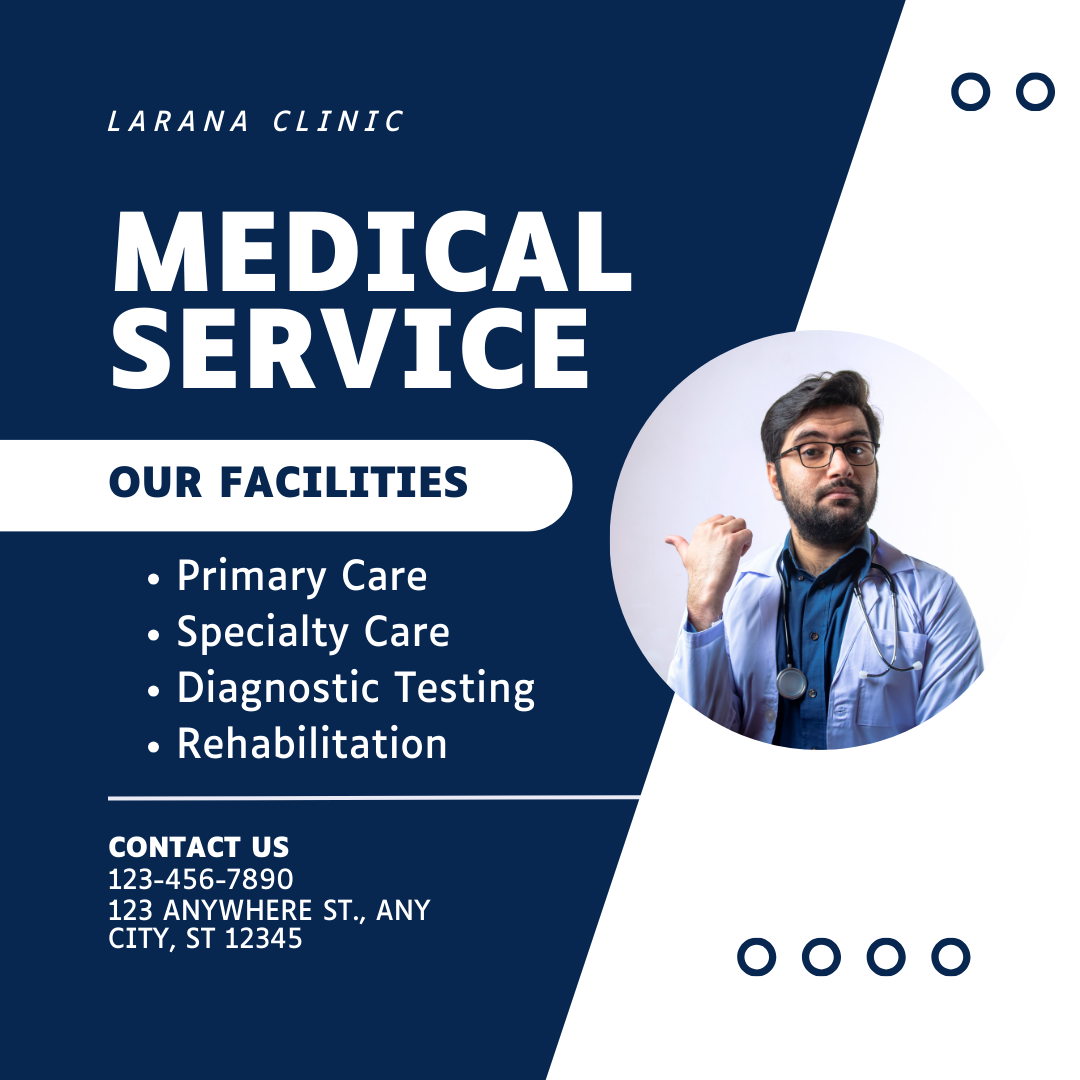 LARANA CLINIC
MEDICAL
SERVICE
OUR FACILITIES
• Primary Care
• Specialty Care
• Diagnostic Testing
• Rehabilitation
CONTACT US
123-456-7890
123 ANYWHERE ST., ANY
CITY, ST 12345